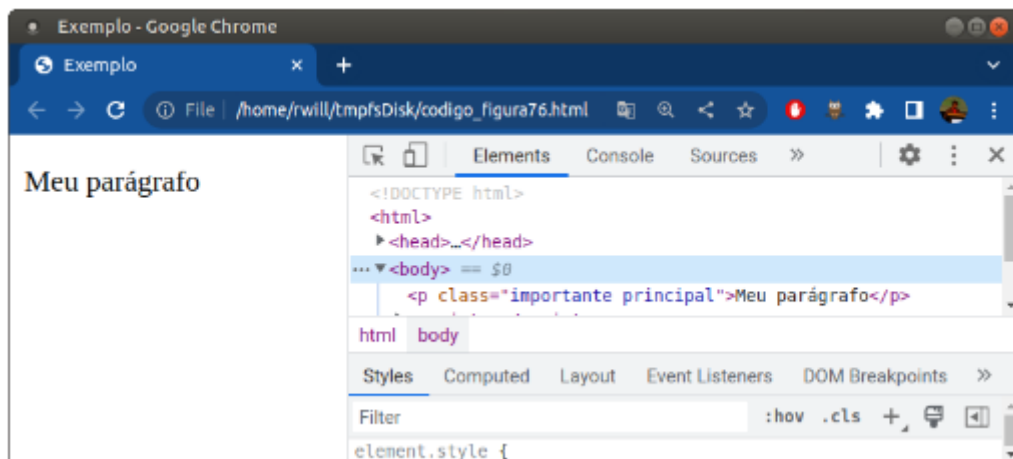 Exemplo - Google Chrome
Exemplo
File /home/rwill/tmpfsDisk/codigo_figura76.html
Meu parágrafo
Elements Console Sources »
<!DOCTYPE html>
<html>
<head>…</head>
<body> == $0
<p class="importante principal">Meu parágrafo</p>
html body
Styles Computed Layout Event Listeners DOM Breakpoints »
Filter :hov .cls +
element.style {